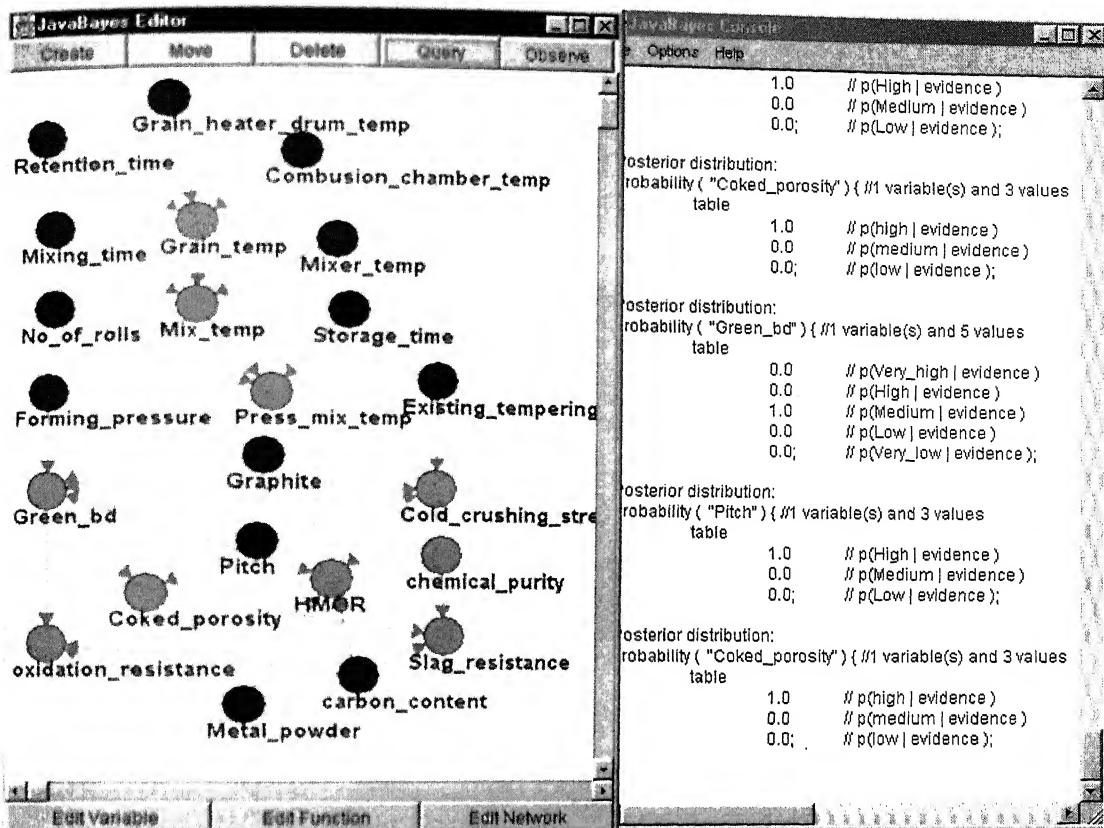 JavaBayes Editor
Create Move Delete Query Observe
Grain_heater_drum_temp
Retention_time
Combusion_chamber_temp
Mixing_time
Grain_temp
Mixer_temp
No_of_rolls
Mix_temp
Storage_time
Forming_pressure
Press_mix_temp
Existing_tempering
Graphite
Green_bd
Cold_crushing_stre
Pitch
chemical_purity
HMOR
Coked_porosity
oxidation_resistance
Slag_resistance
carbon_content
Metal_powder
Edit Variable Edit Function Edit Network
JavaBayes Console
e Options Help
1.0 // p(High | evidence )
0.0 // p(Medium | evidence )
0.0; // p(Low | evidence );
osterior distribution:
robability ( "Coked_porosity" ) { //1 variable(s) and 3 values
table
1.0 // p(high | evidence )
0.0 // p(medium | evidence )
0.0; // p(low | evidence );
osterior distribution:
robability ( "Green_bd" ) { //1 variable(s) and 5 values
table
0.0 // p(Very_high | evidence )
0.0 // p(High | evidence )
1.0 // p(Medium | evidence )
0.0 // p(Low | evidence )
0.0; // p(Very_low | evidence );
osterior distribution:
robability ( "Pitch" ) { //1 variable(s) and 3 values
table
1.0 // p(High | evidence )
0.0 // p(Medium | evidence )
0.0; // p(Low | evidence );
osterior distribution:
robability ( "Coked_porosity" ) { //1 variable(s) and 3 values
table
1.0 // p(high | evidence )
0.0 // p(medium | evidence )
0.0; // p(low | evidence );